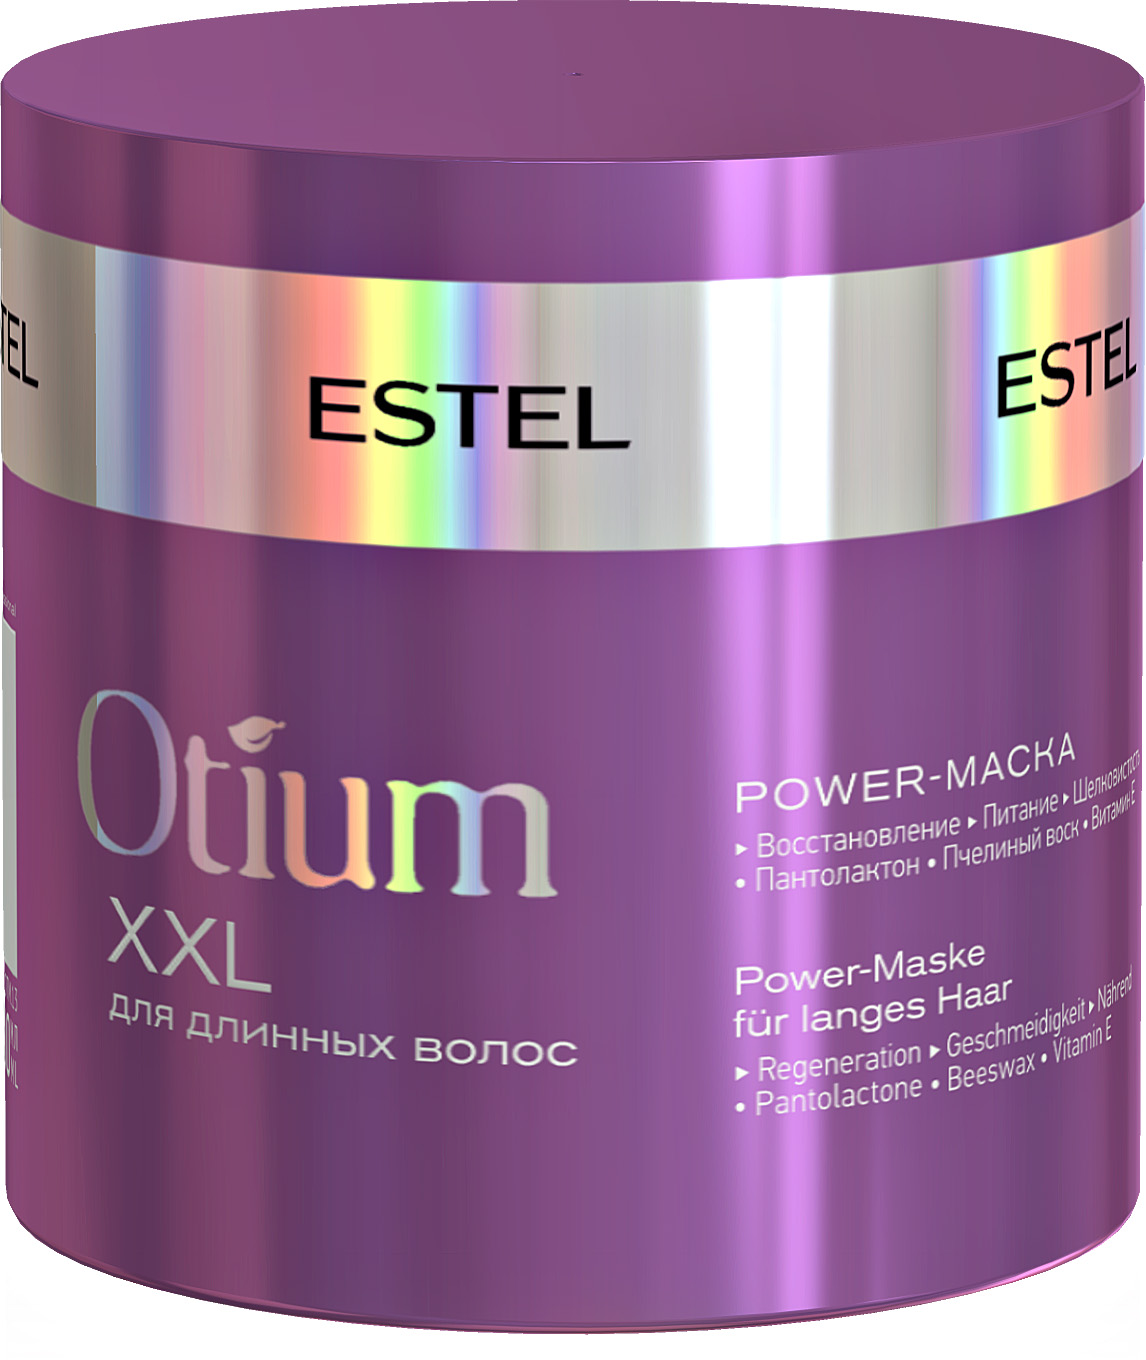 ESTEL
ESTEL
Otium
XXL
для длинных волос
POWER-МАСКА
▸ Восстановление ▸ Питание ▸ Шелковистость
• Пантолактон • Пчелиный воск • Витамин Е
Power-Maske
für langes Haar
▸ Regeneration ▸ Geschmeidigkeit ▸ Nährend
• Pantolactone • Beeswax • Vitamin E